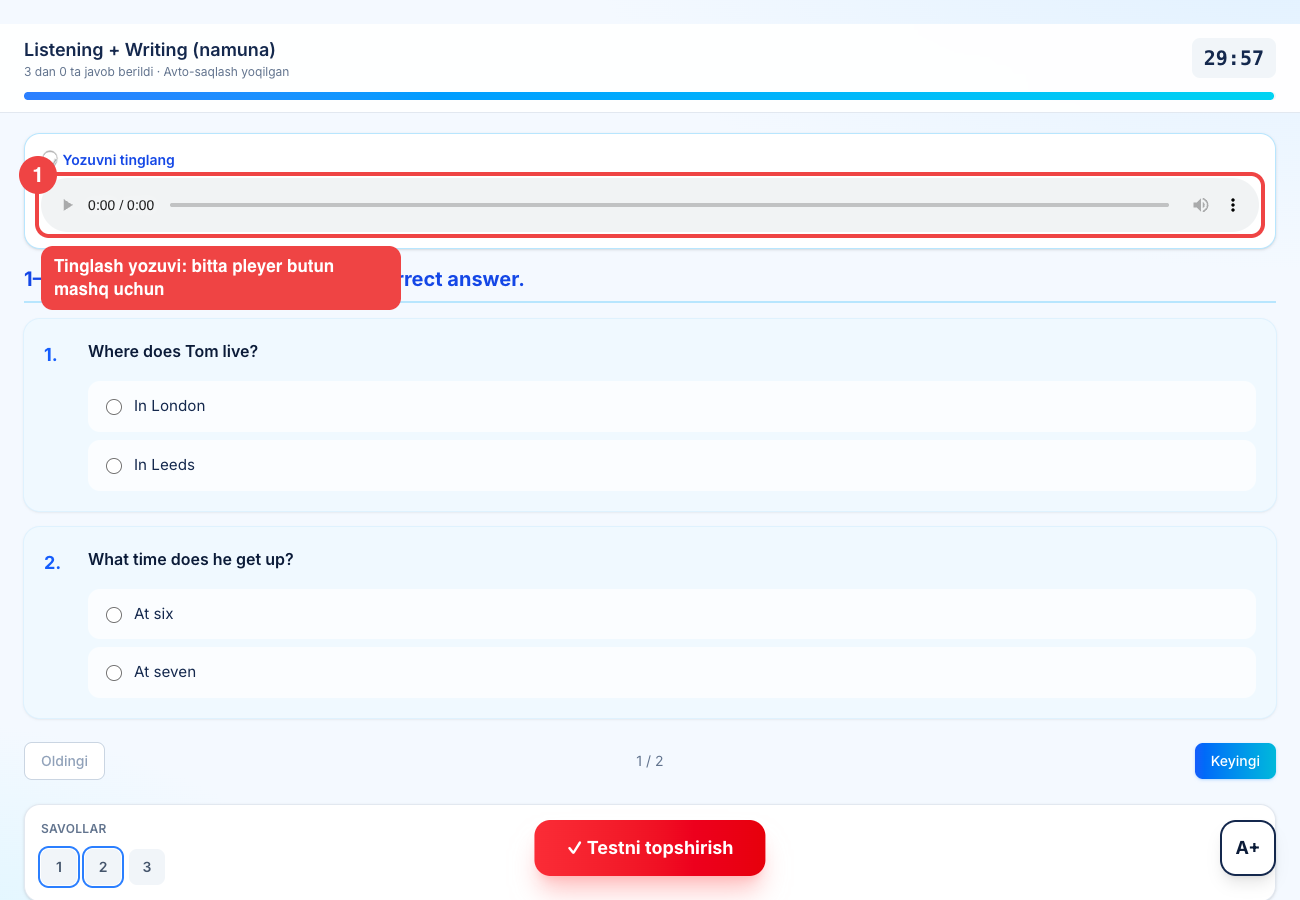 Listening + Writing (namuna)
3 dan 0 ta javob berildi · Avto-saqlash yoqilgan
29:57
Yozuvni tinglang
1
0:00 / 0:00
Tinglash yozuvi: bitta pleyer butun
mashq uchun
1–
rrect answer.
1. Where does Tom live?
In London
In Leeds
2. What time does he get up?
At six
At seven
Oldingi
1 / 2
Keyingi
SAVOLLAR
1 2 3
✓ Testni topshirish
A+